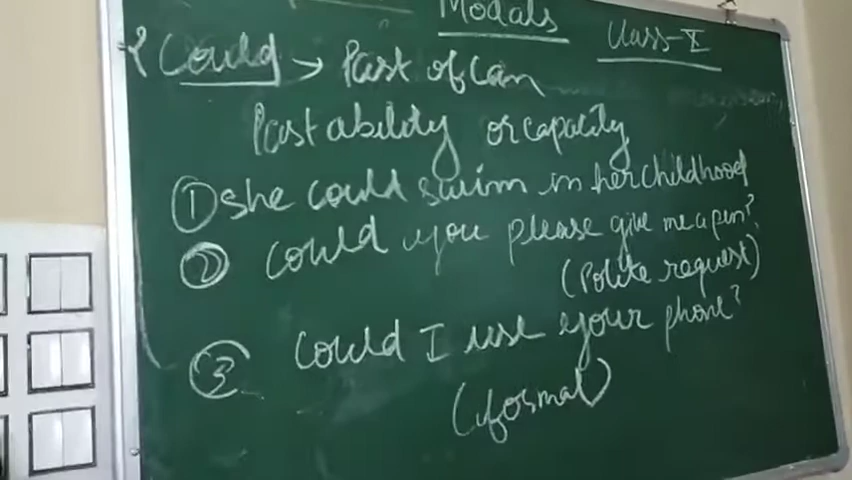 Modals
Class-X
2 Could → Past of Can
Past ability or capacity
① she could swim in her childhood
② Could you please give me a pen?
(Polite request)
③ Could I use your phone?
(formal)